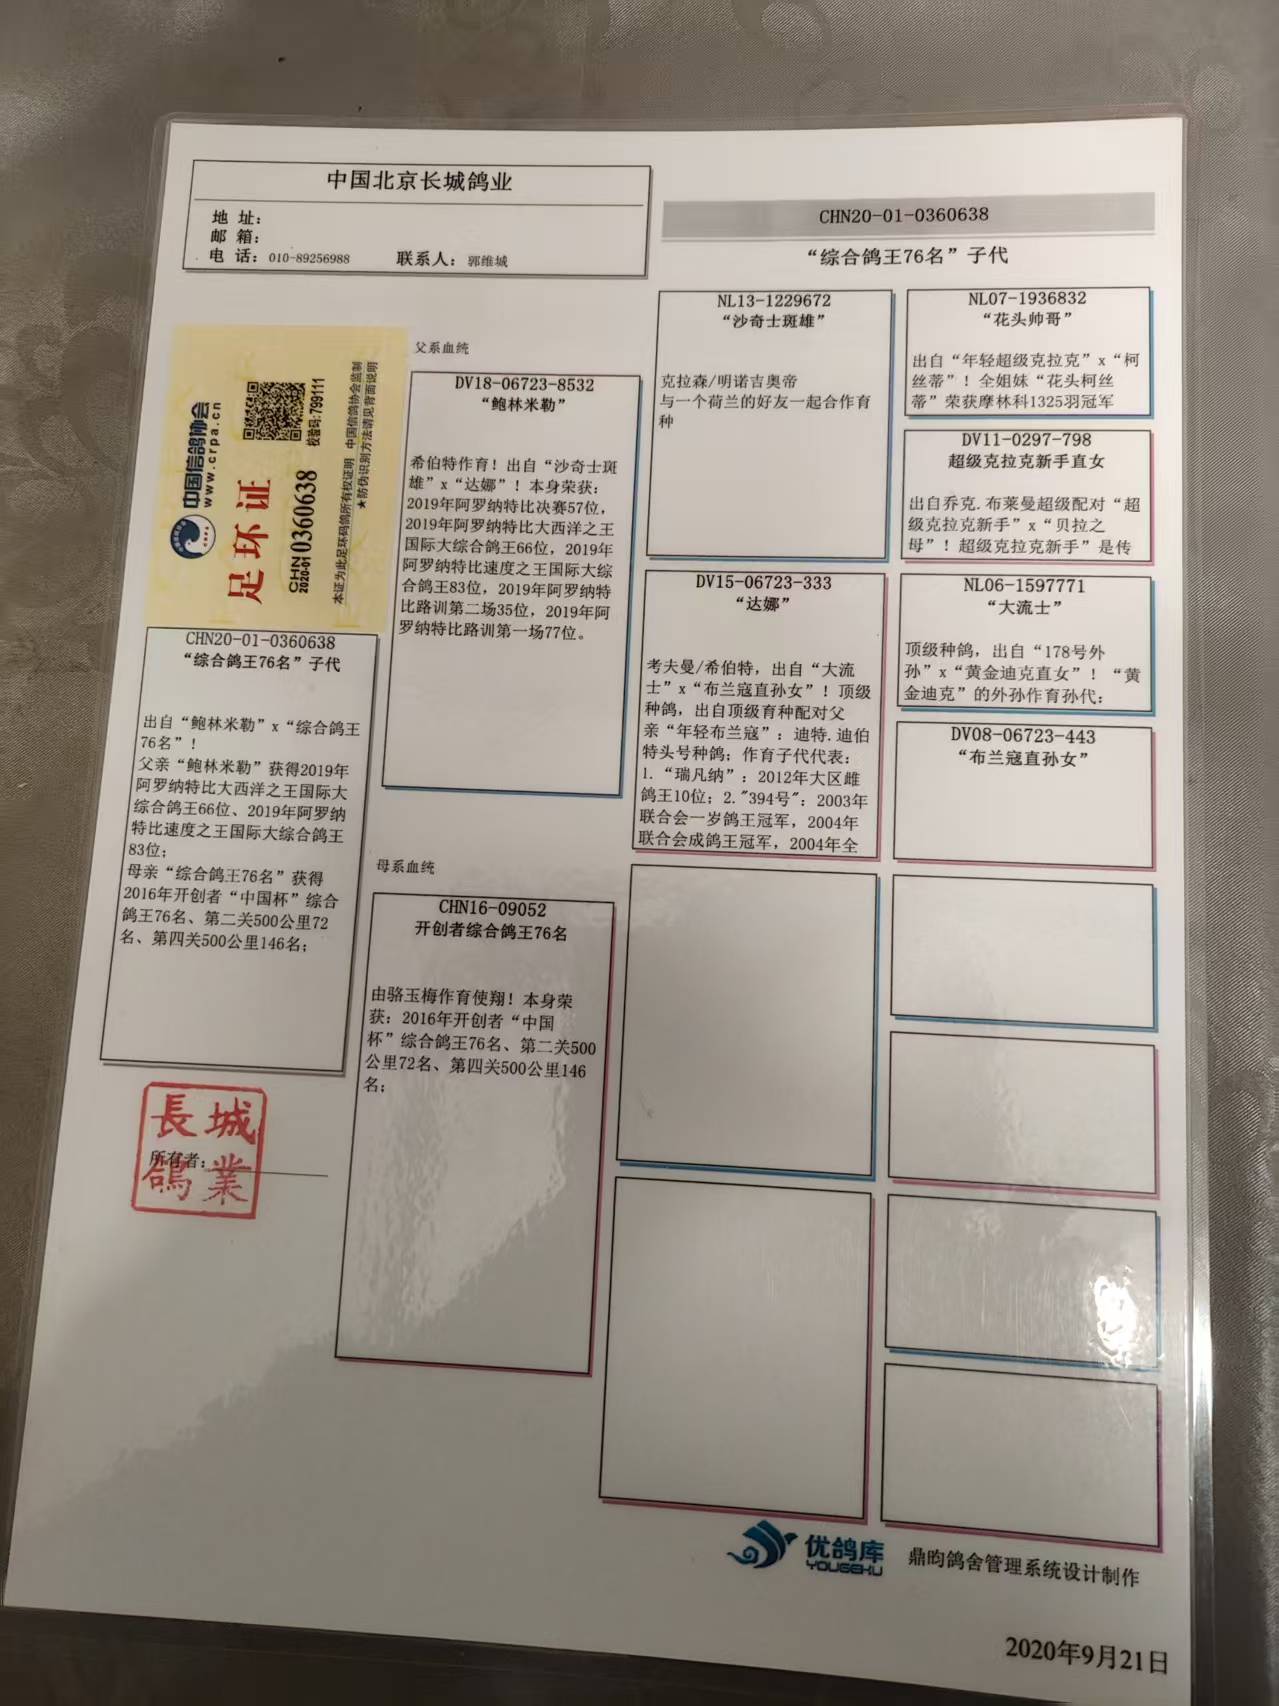 中国北京长城鸽业
地 址：
邮 箱：
电 话：010-89256988 联系人：郭维城
CHN20-01-0360638
“综合鸽王76名”子代
中国信鸽协会
www.crpa.cn
校验码:799111
足环证
CHN
2020-01 0360638
本证为此足环码鸽所有权证明 中国信鸽协会监制
★防伪识别方法请见背面说明
CHN20-01-0360638
“综合鸽王76名”子代
出自“鲍林米勒”x“综合鸽王
76名”！
父亲“鲍林米勒”获得2019年
阿罗纳特比大西洋之王国际大
综合鸽王66位、2019年阿罗纳
特比速度之王国际大综合鸽王
83位；
母亲“综合鸽王76名”获得
2016年开创者“中国杯”综合
鸽王76名、第二关500公里72
名、第四关500公里146名；
長城
鴿業
所有者：
父系血统
DV18-06723-8532
“鲍林米勒”
希伯特作育！出自“沙奇士斑
雄”x“达娜”！本身荣获：
2019年阿罗纳特比决赛57位，
2019年阿罗纳特比大西洋之王
国际大综合鸽王66位，2019年
阿罗纳特比速度之王国际大综
合鸽王83位，2019年阿罗纳特
比路训第二场35位，2019年阿
罗纳特比路训第一场77位。
母系血统
CHN16-09052
开创者综合鸽王76名
由骆玉梅作育使翔！本身荣
获：2016年开创者“中国
杯”综合鸽王76名、第二关500
公里72名、第四关500公里146
名；
NL13-1229672
“沙奇士斑雄”
克拉森/明诺吉奥帝
与一个荷兰的好友一起合作育
种
DV15-06723-333
“达娜”
考夫曼/希伯特，出自“大流
士”x“布兰寇直孙女”！顶级
种鸽，出自顶级育种配对父
亲“年轻布兰寇”：迪特.迪伯
特头号种鸽；作育子代代表：
1.“瑞凡纳”：2012年大区雌
鸽王10位；2."394号"：2003年
联合会一岁鸽王冠军，2004年
联合会成鸽王冠军，2004年全
NL07-1936832
“花头帅哥”
出自“年轻超级克拉克”x“柯
丝蒂”！全姐妹“花头柯丝
蒂”荣获摩林科1325羽冠军
DV11-0297-798
超级克拉克新手直女
出自乔克.布莱曼超级配对“超
级克拉克新手”x“贝拉之
母”！超级克拉克新手”是传
NL06-1597771
“大流士”
顶级种鸽，出自“178号外
孙”x“黄金迪克直女”！“黄
金迪克”的外孙作育孙代：
DV08-06723-443
“布兰寇直孙女”
优鸽库
YOUGEKU
鼎昀鸽舍管理系统设计制作
2020年9月21日